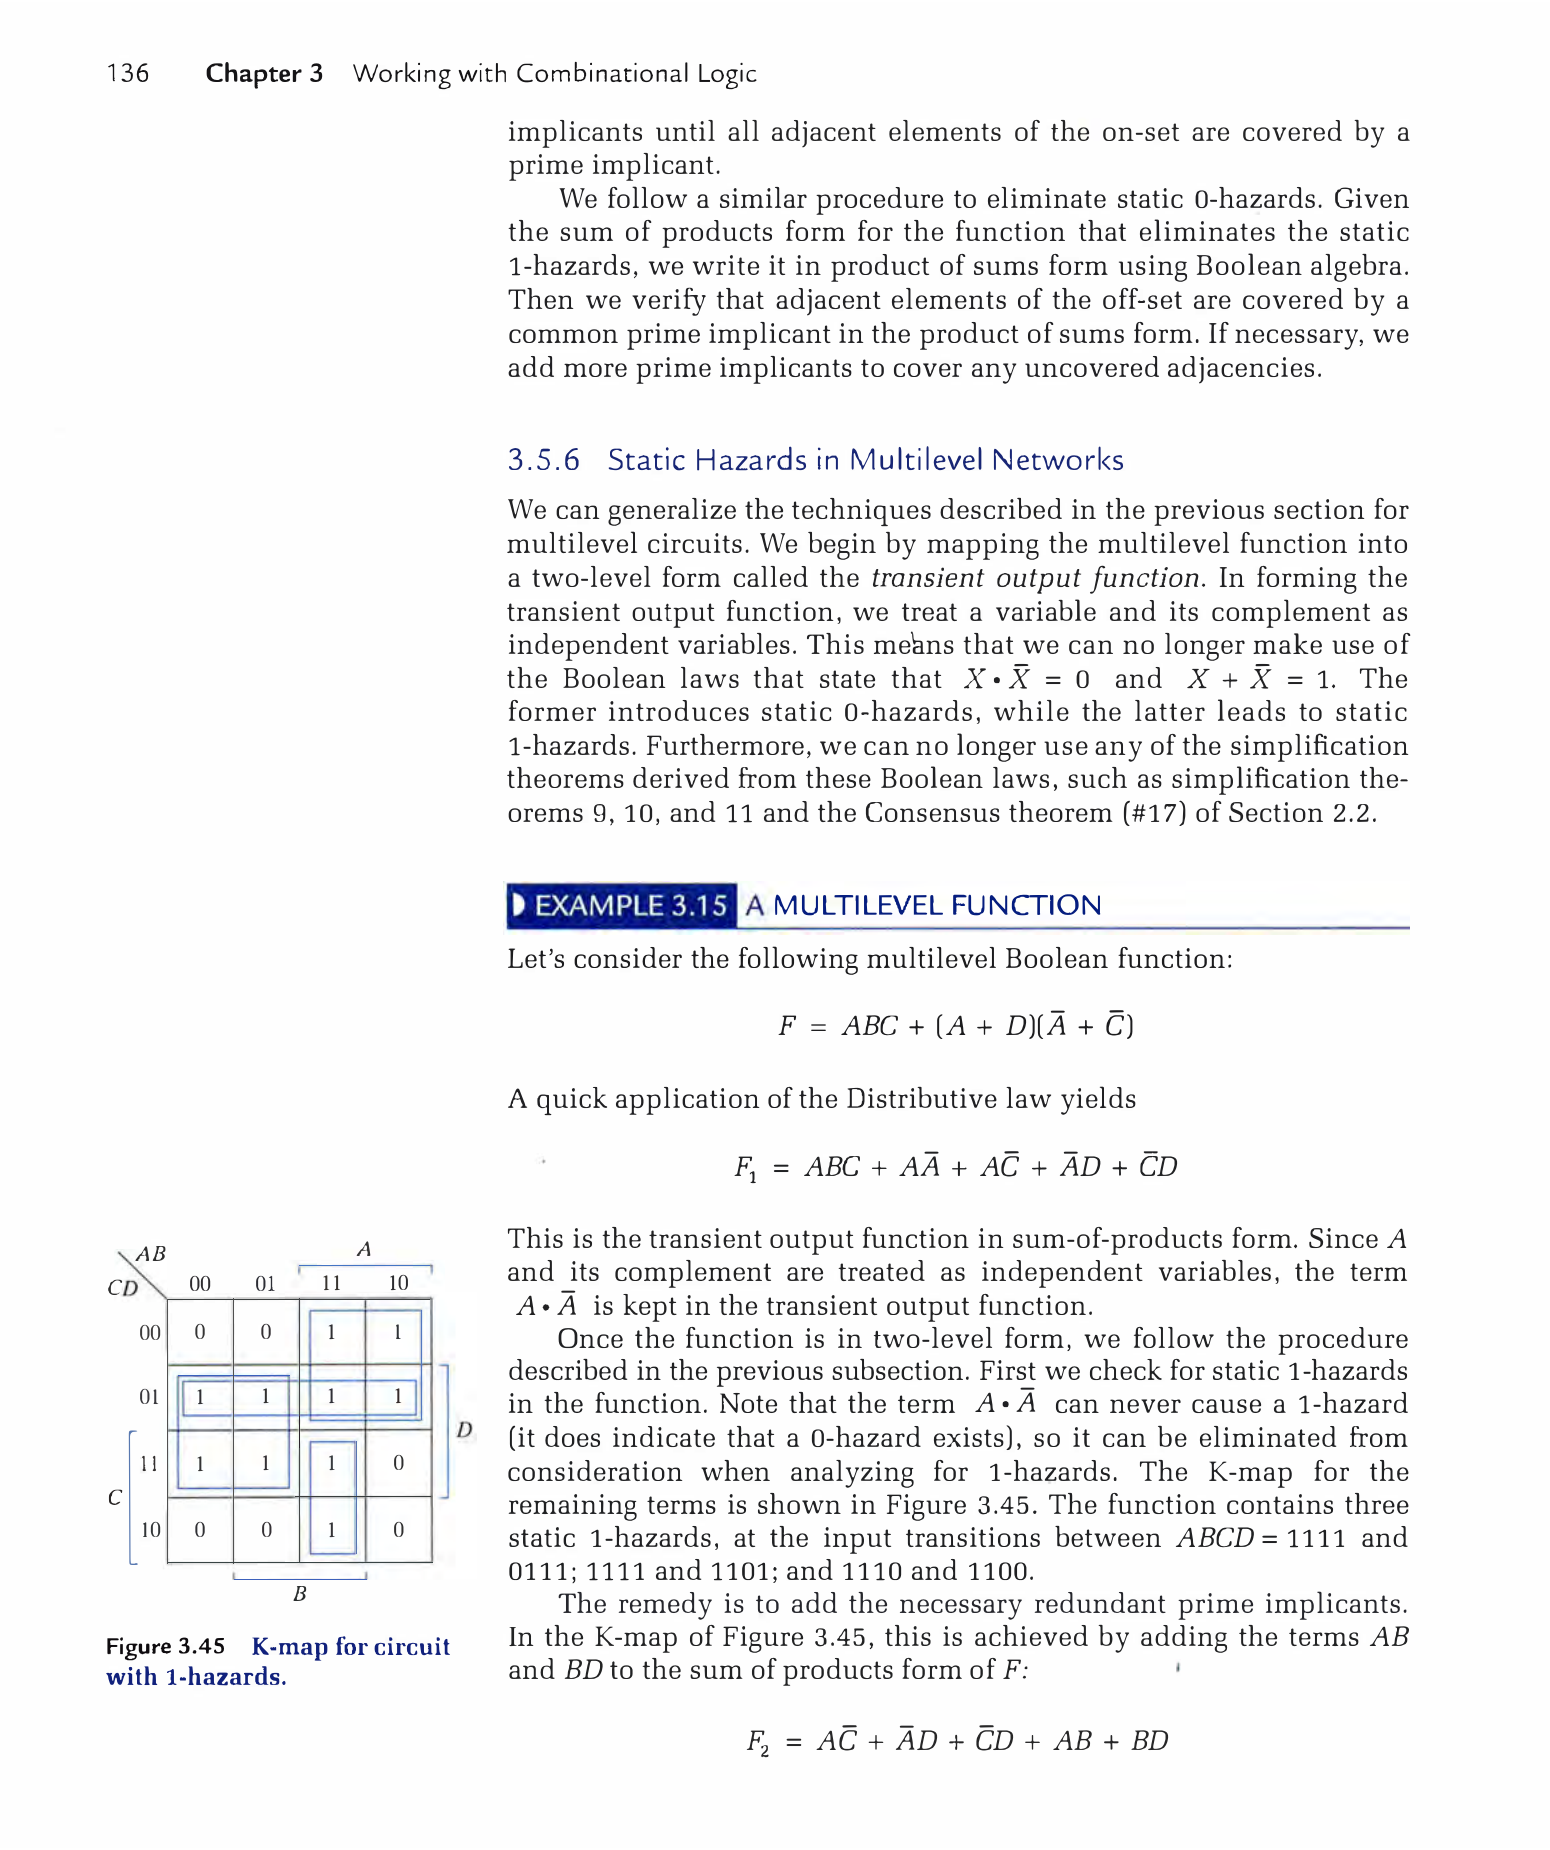 136 Chapter 3 Working with Combinational Logic
implicants until all adjacent elements of the on-set are covered by a
prime implicant.
We follow a similar procedure to eliminate static 0-hazards. Given
the sum of products form for the function that eliminates the static
1-hazards, we write it in product of sums form using Boolean algebra.
Then we verify that adjacent elements of the off-set are covered by a
common prime implicant in the product of sums form. If necessary, we
add more prime implicants to cover any uncovered adjacencies.
3.5.6 Static Hazards in Multilevel Networks
We can generalize the techniques described in the previous section for
multilevel circuits. We begin by mapping the multilevel function into
a two-level form called the transient output function. In forming the
transient output function, we treat a variable and its complement as
independent variables. This means that we can no longer make use of
the Boolean laws that state that X • X̄ = 0 and X + X̄ = 1. The
former introduces static 0-hazards, while the latter leads to static
1-hazards. Furthermore, we can no longer use any of the simplification
theorems derived from these Boolean laws, such as simplification the-
orems 9, 10, and 11 and the Consensus theorem (#17) of Section 2.2.
EXAMPLE 3.15 A MULTILEVEL FUNCTION
Let's consider the following multilevel Boolean function:
F = ABC + (A + D)(Ā + C̄)
A quick application of the Distributive law yields
F₁ = ABC + AĀ + AC̄ + ĀD + C̄D
This is the transient output function in sum-of-products form. Since A
and its complement are treated as independent variables, the term
A • Ā is kept in the transient output function.
Once the function is in two-level form, we follow the procedure
described in the previous subsection. First we check for static 1-hazards
in the function. Note that the term A • Ā can never cause a 1-hazard
(it does indicate that a 0-hazard exists), so it can be eliminated from
consideration when analyzing for 1-hazards. The K-map for the
remaining terms is shown in Figure 3.45. The function contains three
static 1-hazards, at the input transitions between ABCD = 1111 and
0111; 1111 and 1101; and 1110 and 1100.
The remedy is to add the necessary redundant prime implicants.
In the K-map of Figure 3.45, this is achieved by adding the terms AB
and BD to the sum of products form of F:
F₂ = AC̄ + ĀD + C̄D + AB + BD
AB A
CD 00 01 11 10
00 0 0 1 1
01 1 1 1 1
D
11 1 1 1 0
C
10 0 0 1 0
B
Figure 3.45 K-map for circuit
with 1-hazards.